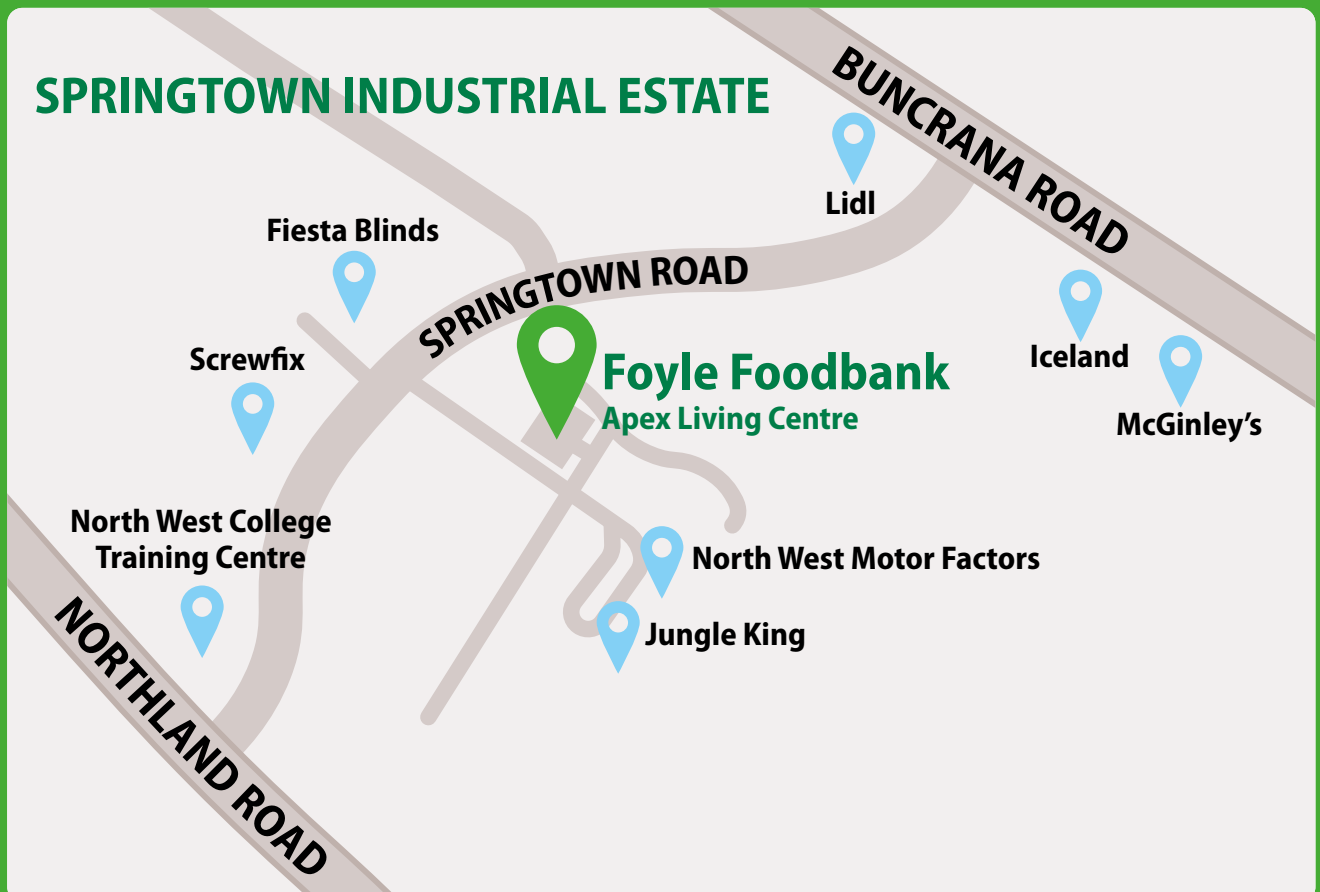 SPRINGTOWN INDUSTRIAL ESTATE
BUNCRANA ROAD
Lidl
Fiesta Blinds
SPRINGTOWN ROAD
Screwfix
Foyle Foodbank
Apex Living Centre
Iceland
McGinley’s
North West College
Training Centre
North West Motor Factors
Jungle King
NORTHLAND ROAD